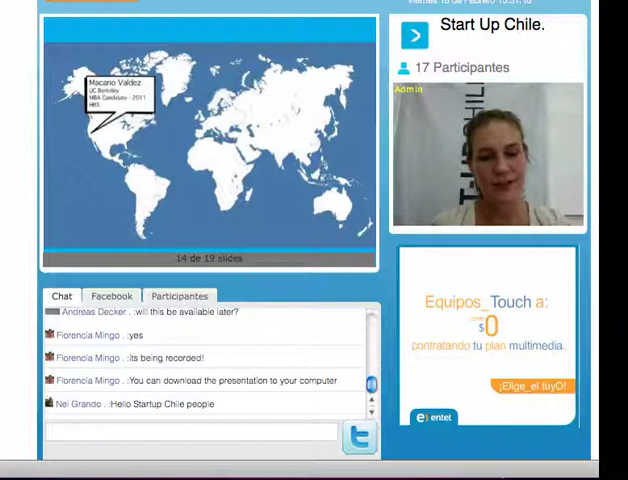 Start Up Chile.
17 Participantes
Admin
Macario Valdez
UC Berkeley
MBA Candidate - 2011
14 de 19 slides
Chat
Facebook
Participantes
Andreas Decker . :will this be available later?
Florencia Mingo . :yes
Florencia Mingo . :its being recorded!
Florencia Mingo . :You can download the presentation to your computer
Nei Grando . :Hello Startup Chile people
Equipos_Touch a:
$0
contratando tu plan multimedia.
¡Elige_el tuyO!
entel